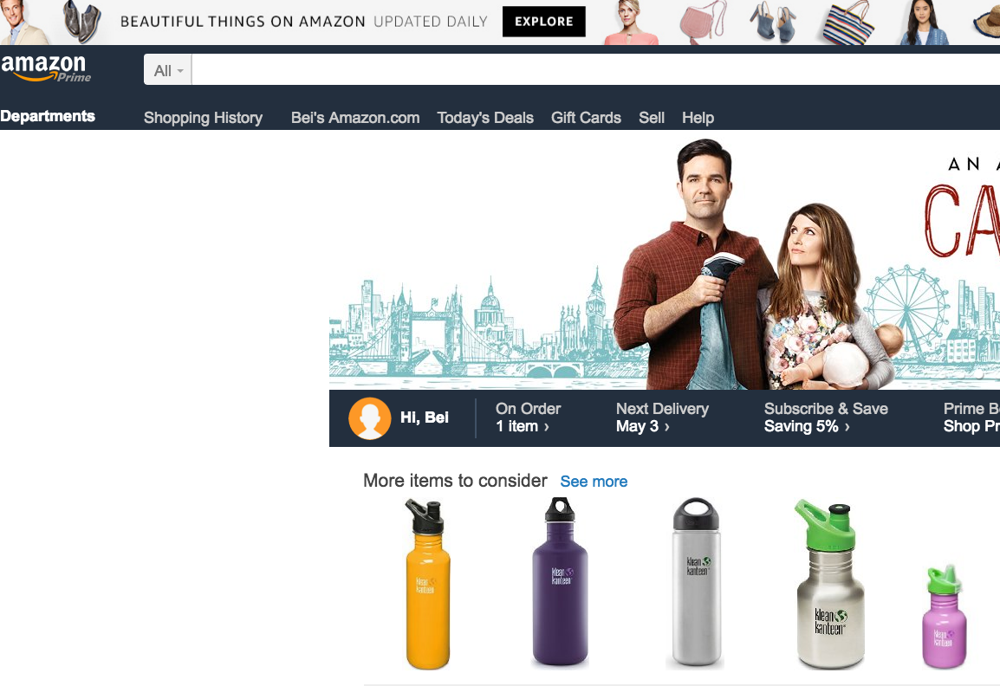 BEAUTIFUL THINGS ON AMAZON UPDATED DAILY EXPLORE
amazon
Prime
All
Departments Shopping History Bei's Amazon.com Today's Deals Gift Cards Sell Help
AN
CA
Hi, Bei
On Order
1 item ›
Next Delivery
May 3 ›
Subscribe & Save
Saving 5% ›
Prime B
Shop Pr
More items to consider See more
klean kanteen
klean kanteen
klean kanteen
klean kanteen
klean kanteen